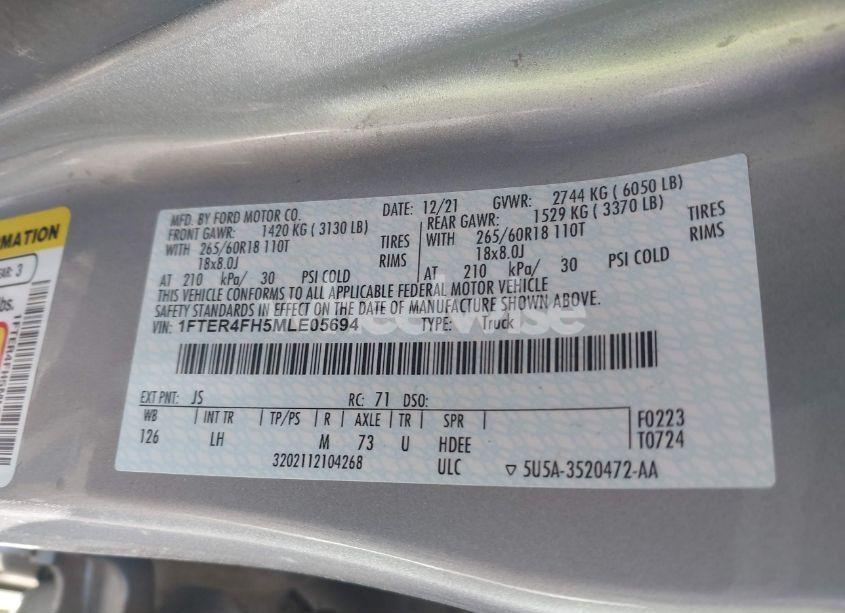 RMATION
AR: 3
lbs.
1FTER4FH5M
MFD. BY FORD MOTOR CO.
DATE: 12/21 GVWR: 2744 KG ( 6050 LB)
FRONT GAWR: 1420 KG ( 3130 LB) REAR GAWR: 1529 KG ( 3370 LB)
WITH 265/60R18 110T TIRES WITH 265/60R18 110T TIRES
18x8.0J RIMS 18x8.0J RIMS
AT 210 kPa/ 30 PSI COLD AT 210 kPa/ 30 PSI COLD
THIS VEHICLE CONFORMS TO ALL APPLICABLE FEDERAL MOTOR VEHICLE
SAFETY STANDARDS IN EFFECT ON THE DATE OF MANUFACTURE SHOWN ABOVE.
VIN: 1FTER4FH5MLE05694 TYPE: Truck
EXT PNT: JS RC: 71 DSO:
WB INT TR TP/PS R AXLE TR SPR F0223
126 LH M 73 U HDEE T0724
3202112104268 ULC ▽ 5U5A-3520472-AA